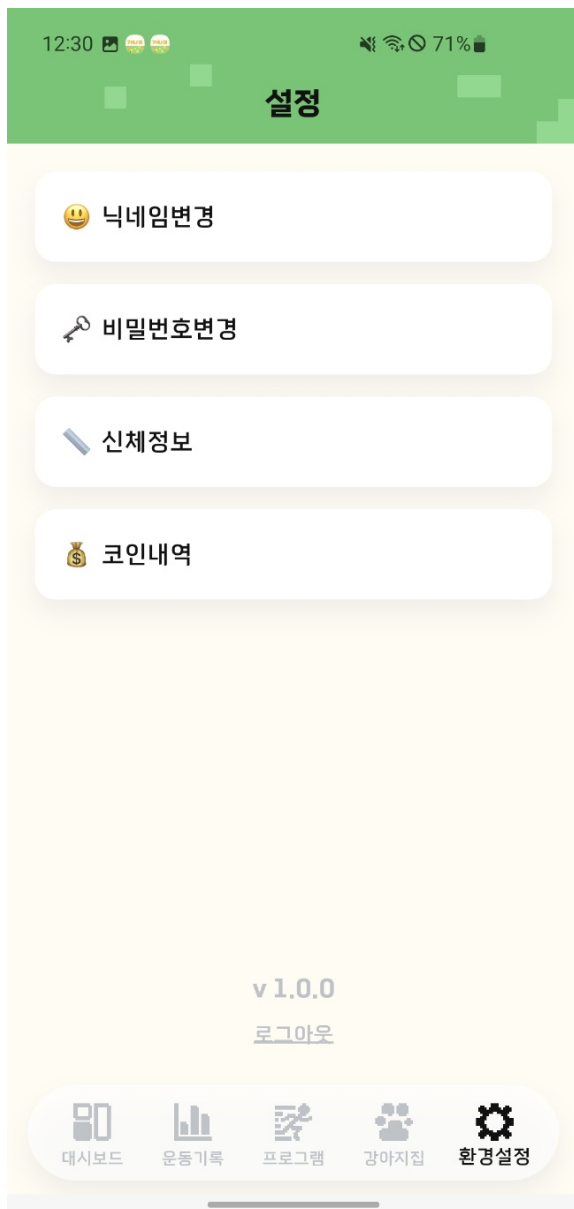 12:30 71%
설정
닉네임변경
비밀번호변경
신체정보
코인내역
v 1.0.0
로그아웃
대시보드 운동기록 프로그램 강아지집 환경설정